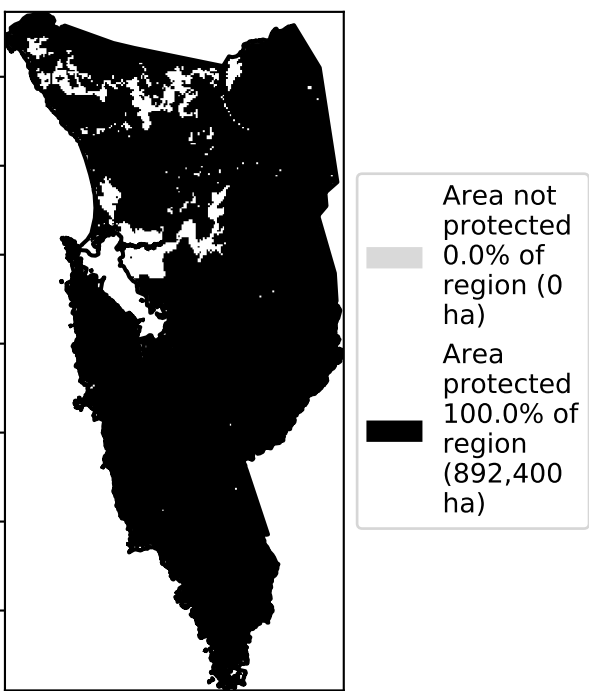 Area not
protected
0.0% of
region (0
ha)
Area
protected
100.0% of
region
(892,400
ha)